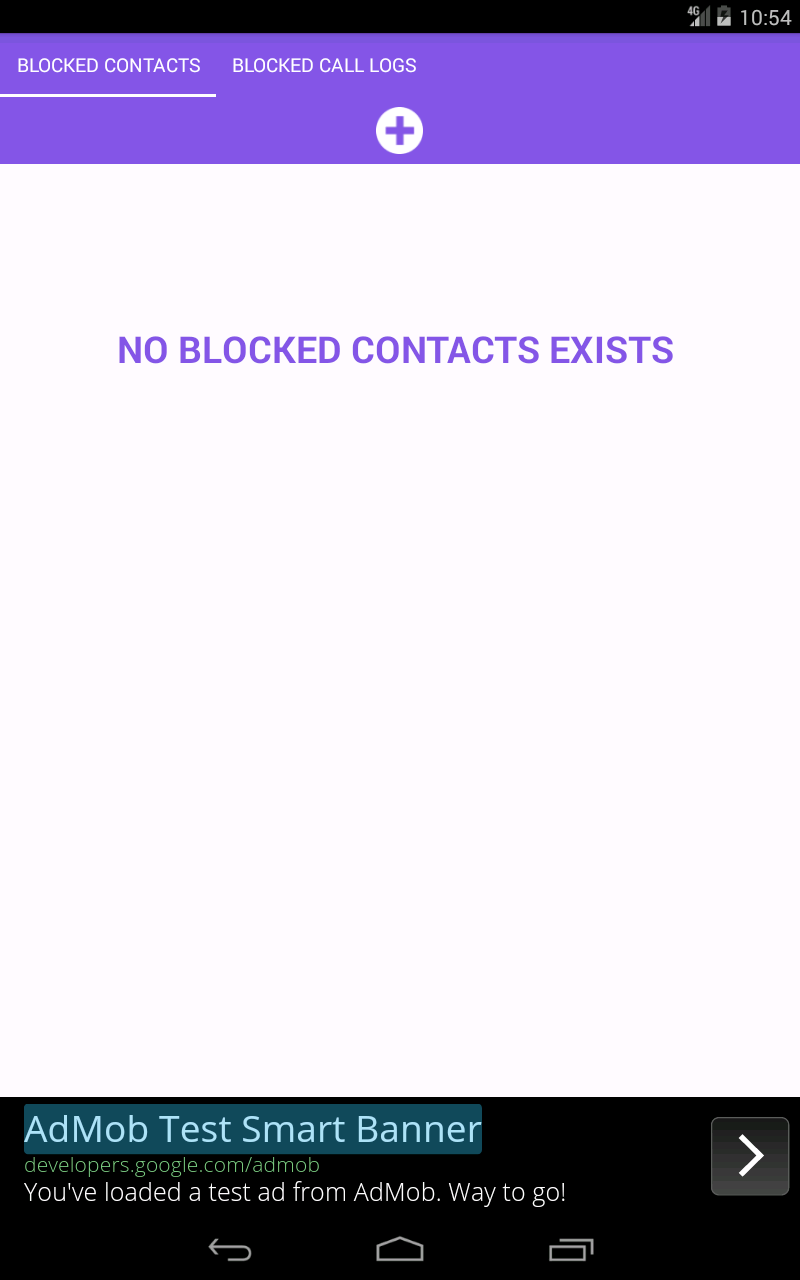 4G 10:54
BLOCKED CONTACTS BLOCKED CALL LOGS
NO BLOCKED CONTACTS EXISTS
AdMob Test Smart Banner
developers.google.com/admob
You've loaded a test ad from AdMob. Way to go!